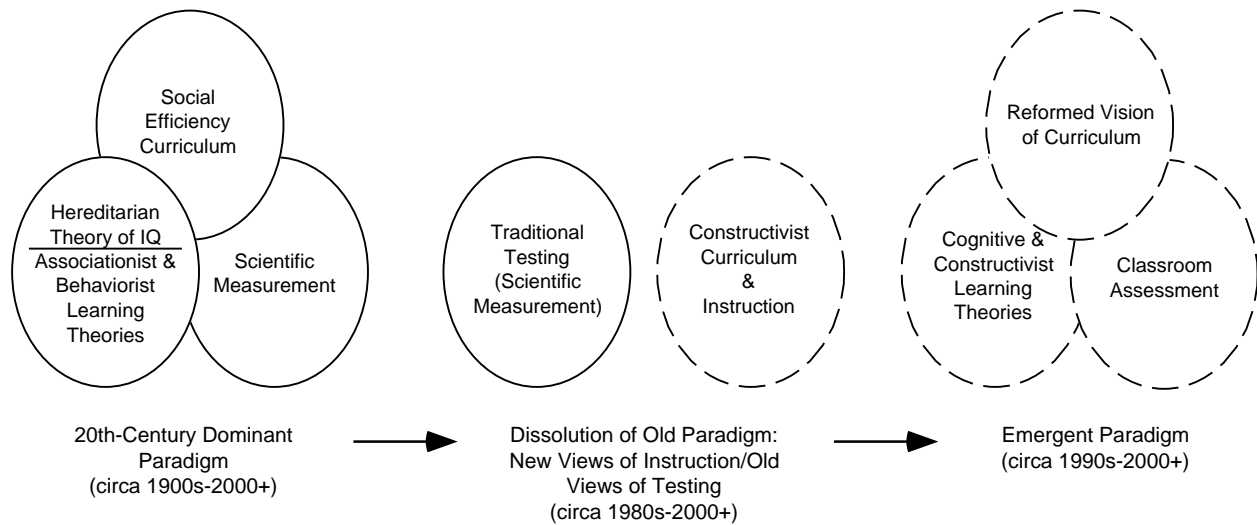 Social
Efficiency
Curriculum
Hereditarian
Theory of IQ
Associationist &
Behaviorist
Learning
Theories
Scientific
Measurement
20th-Century Dominant
Paradigm
(circa 1900s-2000+)
Traditional
Testing
(Scientific
Measurement)
Constructivist
Curriculum
&
Instruction
Dissolution of Old Paradigm:
New Views of Instruction/Old
Views of Testing
(circa 1980s-2000+)
Reformed Vision
of Curriculum
Cognitive &
Constructivist
Learning
Theories
Classroom
Assessment
Emergent Paradigm
(circa 1990s-2000+)